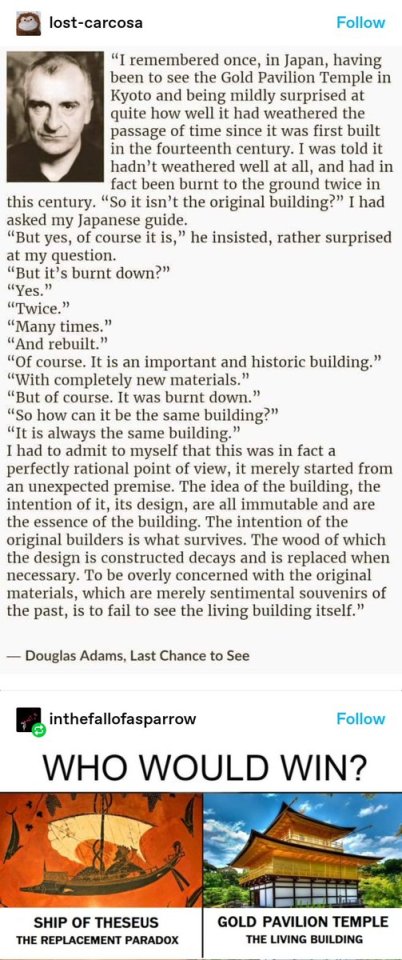 lost-carcosa
Follow
“I remembered once, in Japan, having
been to see the Gold Pavilion Temple in
Kyoto and being mildly surprised at
quite how well it had weathered the
passage of time since it was first built
in the fourteenth century. I was told it
hadn’t weathered well at all, and had in
fact been burnt to the ground twice in
this century. “So it isn’t the original building?” I had
asked my Japanese guide.
“But yes, of course it is,” he insisted, rather surprised
at my question.
“But it’s burnt down?”
“Yes.”
“Twice.”
“Many times.”
“And rebuilt.”
“Of course. It is an important and historic building.”
“With completely new materials.”
“But of course. It was burnt down.”
“So how can it be the same building?”
“It is always the same building.”
I had to admit to myself that this was in fact a
perfectly rational point of view, it merely started from
an unexpected premise. The idea of the building, the
intention of it, its design, are all immutable and are
the essence of the building. The intention of the
original builders is what survives. The wood of which
the design is constructed decays and is replaced when
necessary. To be overly concerned with the original
materials, which are merely sentimental souvenirs of
the past, is to fail to see the living building itself.”
— Douglas Adams, Last Chance to See
inthefallofasparrow
Follow
WHO WOULD WIN?
SHIP OF THESEUS
THE REPLACEMENT PARADOX
GOLD PAVILION TEMPLE
THE LIVING BUILDING